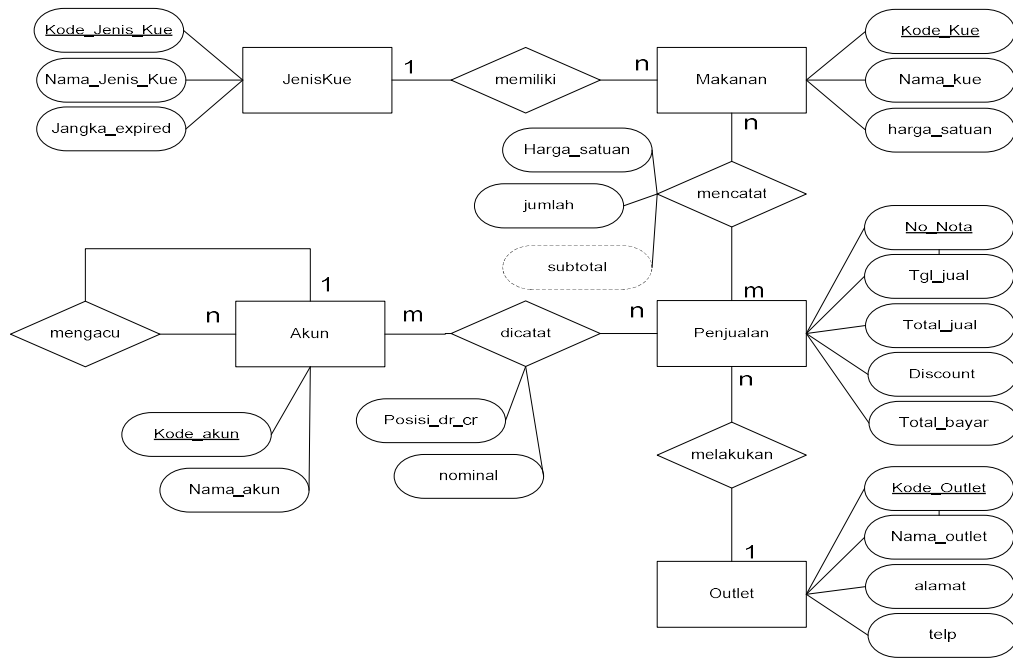 Kode_Jenis_Kue
Nama_Jenis_Kue
Jangka_expired
JenisKue
1
memiliki
n
Makanan
Kode_Kue
Nama_kue
harga_satuan
n
Harga_satuan
jumlah
subtotal
mencatat
m
No_Nota
Tgl_jual
Total_jual
Discount
Total_bayar
mengacu
n
1
Akun
m
dicatat
n
Penjualan
Kode_akun
Nama_akun
Posisi_dr_cr
nominal
n
melakukan
1
Outlet
Kode_Outlet
Nama_outlet
alamat
telp